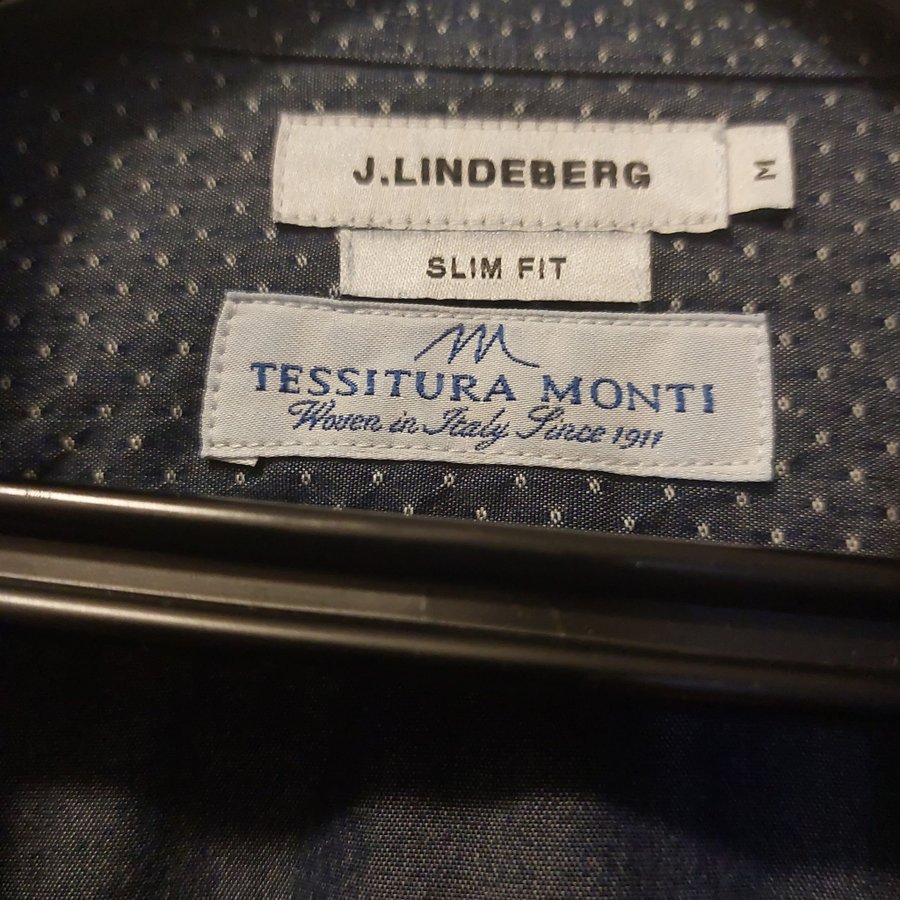 J.LINDEBERG
M
SLIM FIT
TESSITURA MONTI
Woven in Italy Since 1911